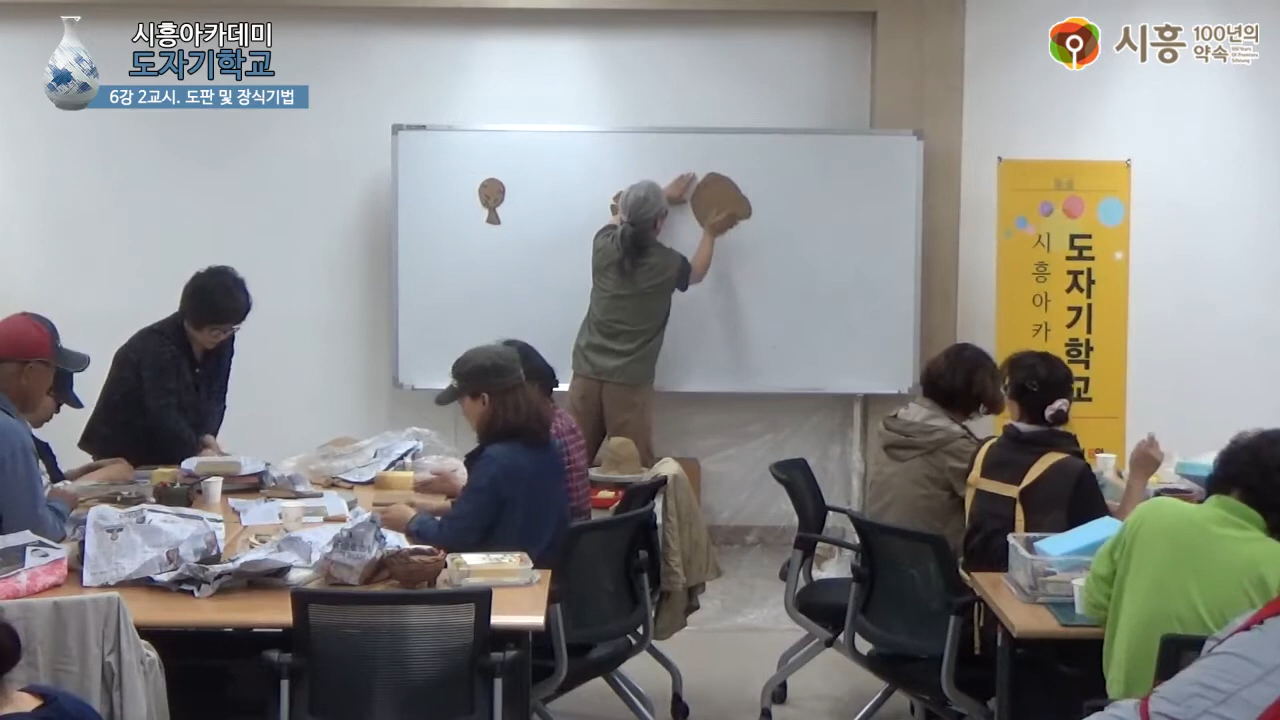 시흥아카데미
도자기학교
6강 2교시. 도판 및 장식기법
시흥 100년의 약속
도자기학교
시흥아카